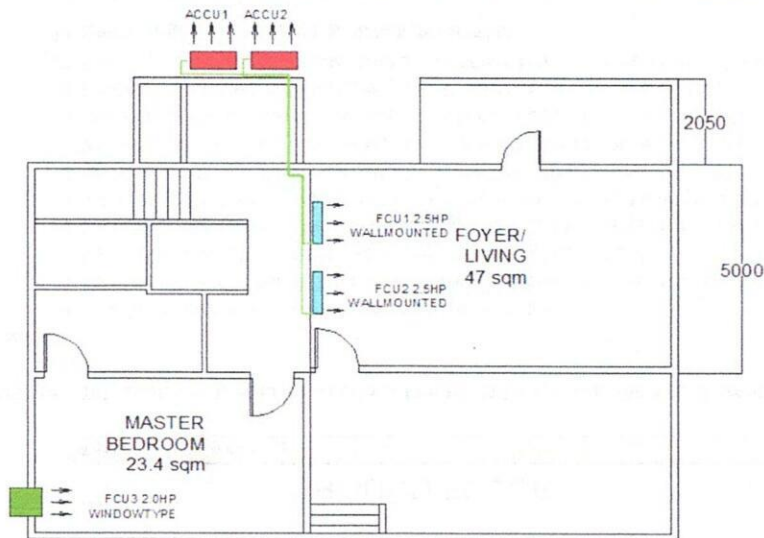 ACCU1 ACCU2
2050
FCU1 2.5HP
WALLMOUNTED
FOYER/
LIVING
47 sqm
5000
FCU2 2.5HP
WALLMOUNTED
MASTER
BEDROOM
23.4 sqm
FCU3 2.0HP
WINDOWTYPE